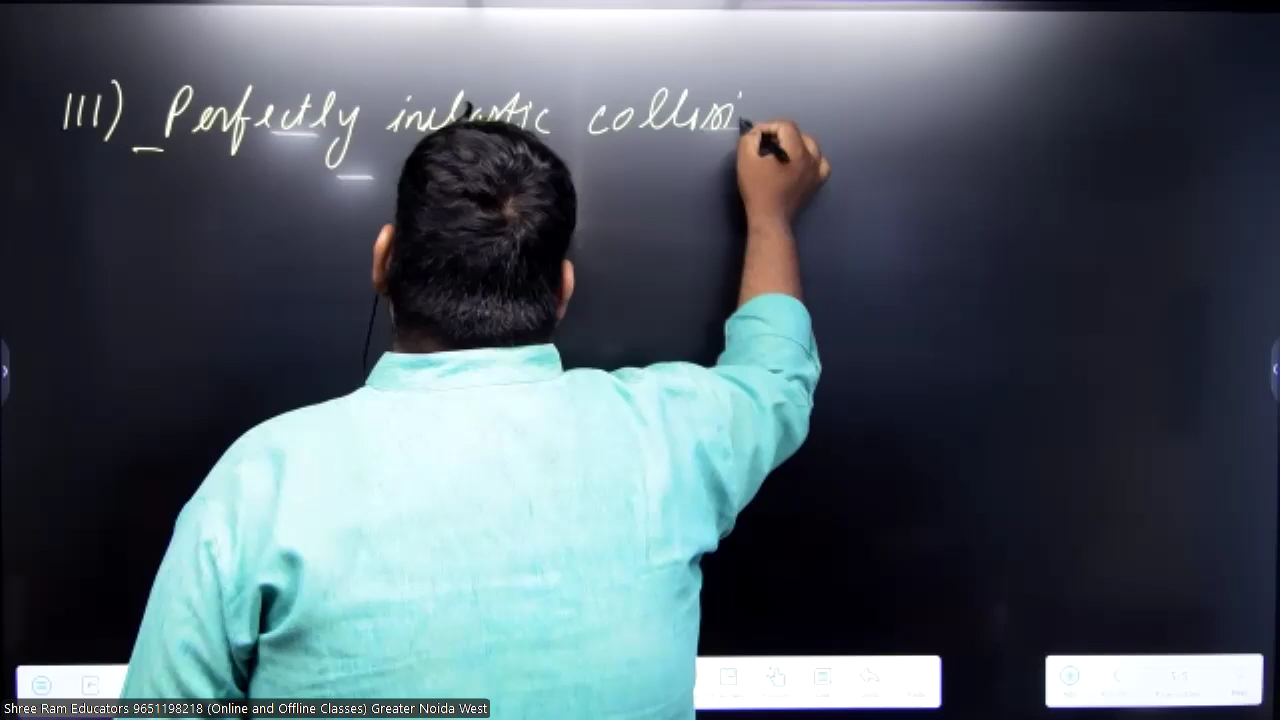 III) Perfectly inelastic collisi
Shree Ram Educators 9651198218 (Online and Offline Classes) Greater Noida West